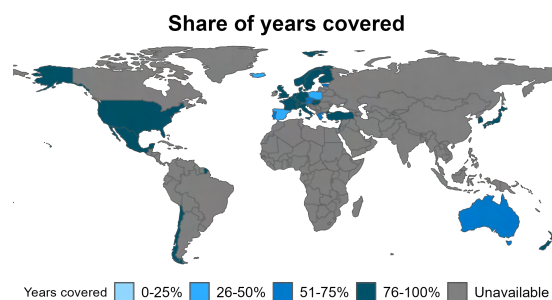 Share of years covered
Years covered 0-25% 26-50% 51-75% 76-100% Unavailable